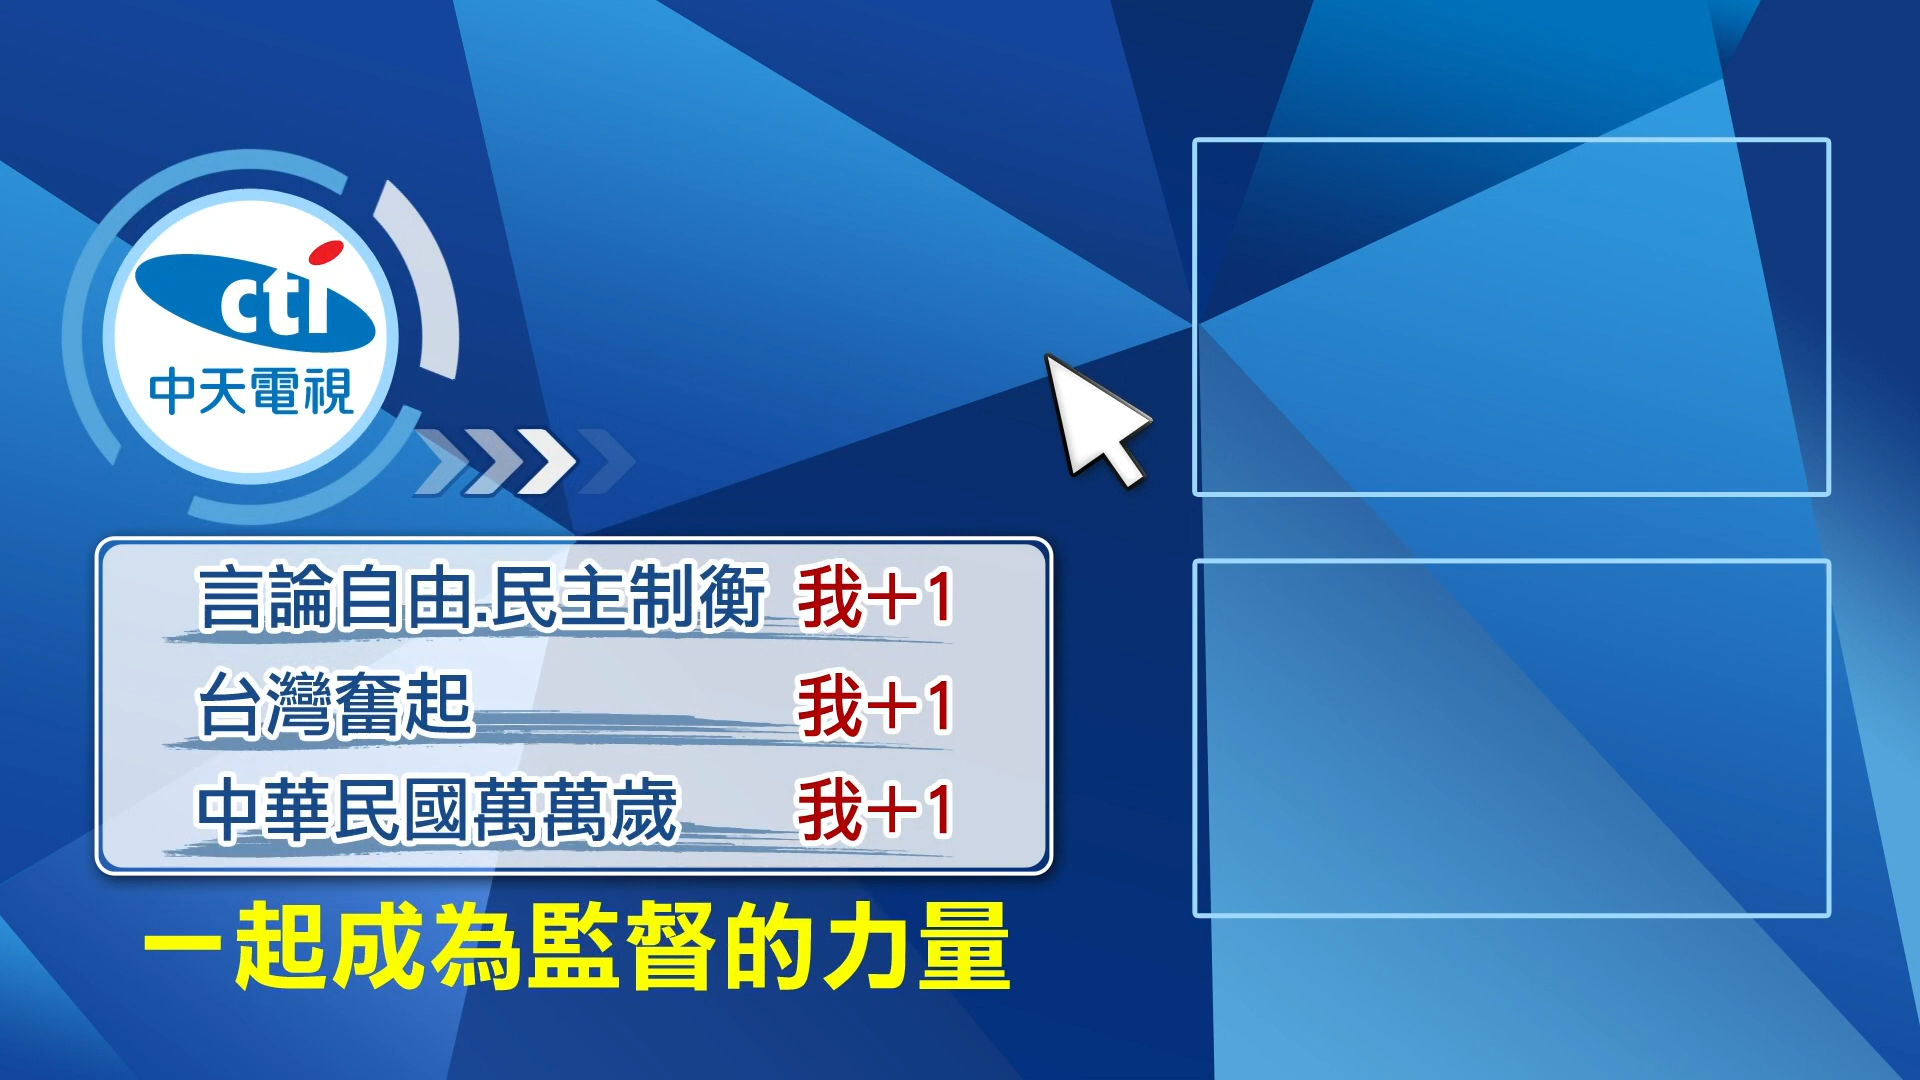 cti
中天電視
言論自由.民主制衡 我+1
台灣奮起 我+1
中華民國萬萬歲 我+1
一起成為監督的力量